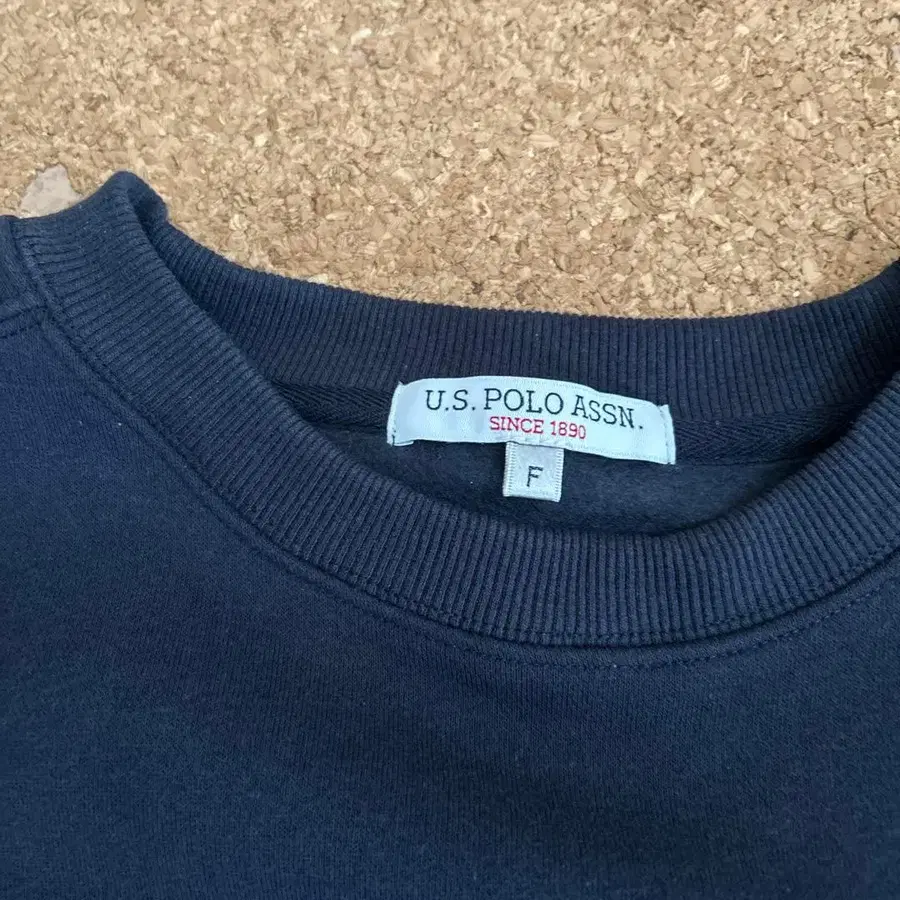 U.S. POLO ASSN.
SINCE 1890
F